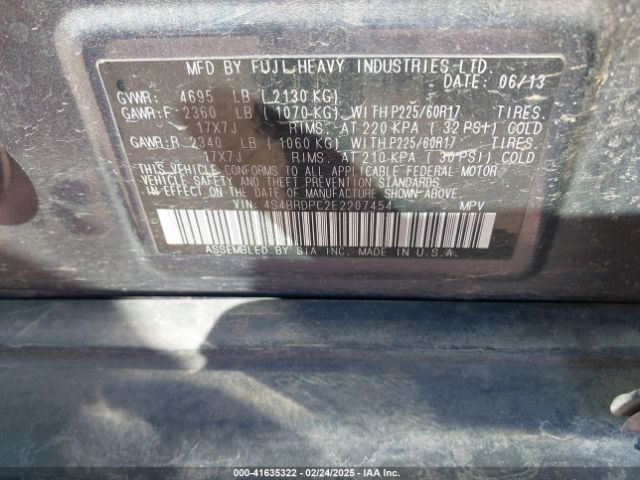 MFD BY FUJI HEAVY INDUSTRIES LTD.
DATE: 06/13
GVWR: 4695 LB (2130 KG)
GAWR:F 2360 LB (1070 KG), WITH P225/60R17 TIRES.
17X7J RIMS. AT 220 KPA (32 PSI) COLD
GAWR:R 2340 LB (1060 KG), WITH P225/60R17 TIRES.
17X7J RIMS. AT 210 KPA (30 PSI) COLD
THIS VEHICLE CONFORMS TO ALL APPLICABLE FEDERAL MOTOR
VEHICLE SAFETY AND THEFT PREVENTION STANDARDS
IN EFFECT ON THE DATE OF MANUFACTURE SHOWN ABOVE.
VIN: 4S4BRDPC2E2207454 MPV
ASSEMBLED BY SIA INC. MADE IN U.S.A.
000-41635322 - 02/24/2025 - IAA Inc.